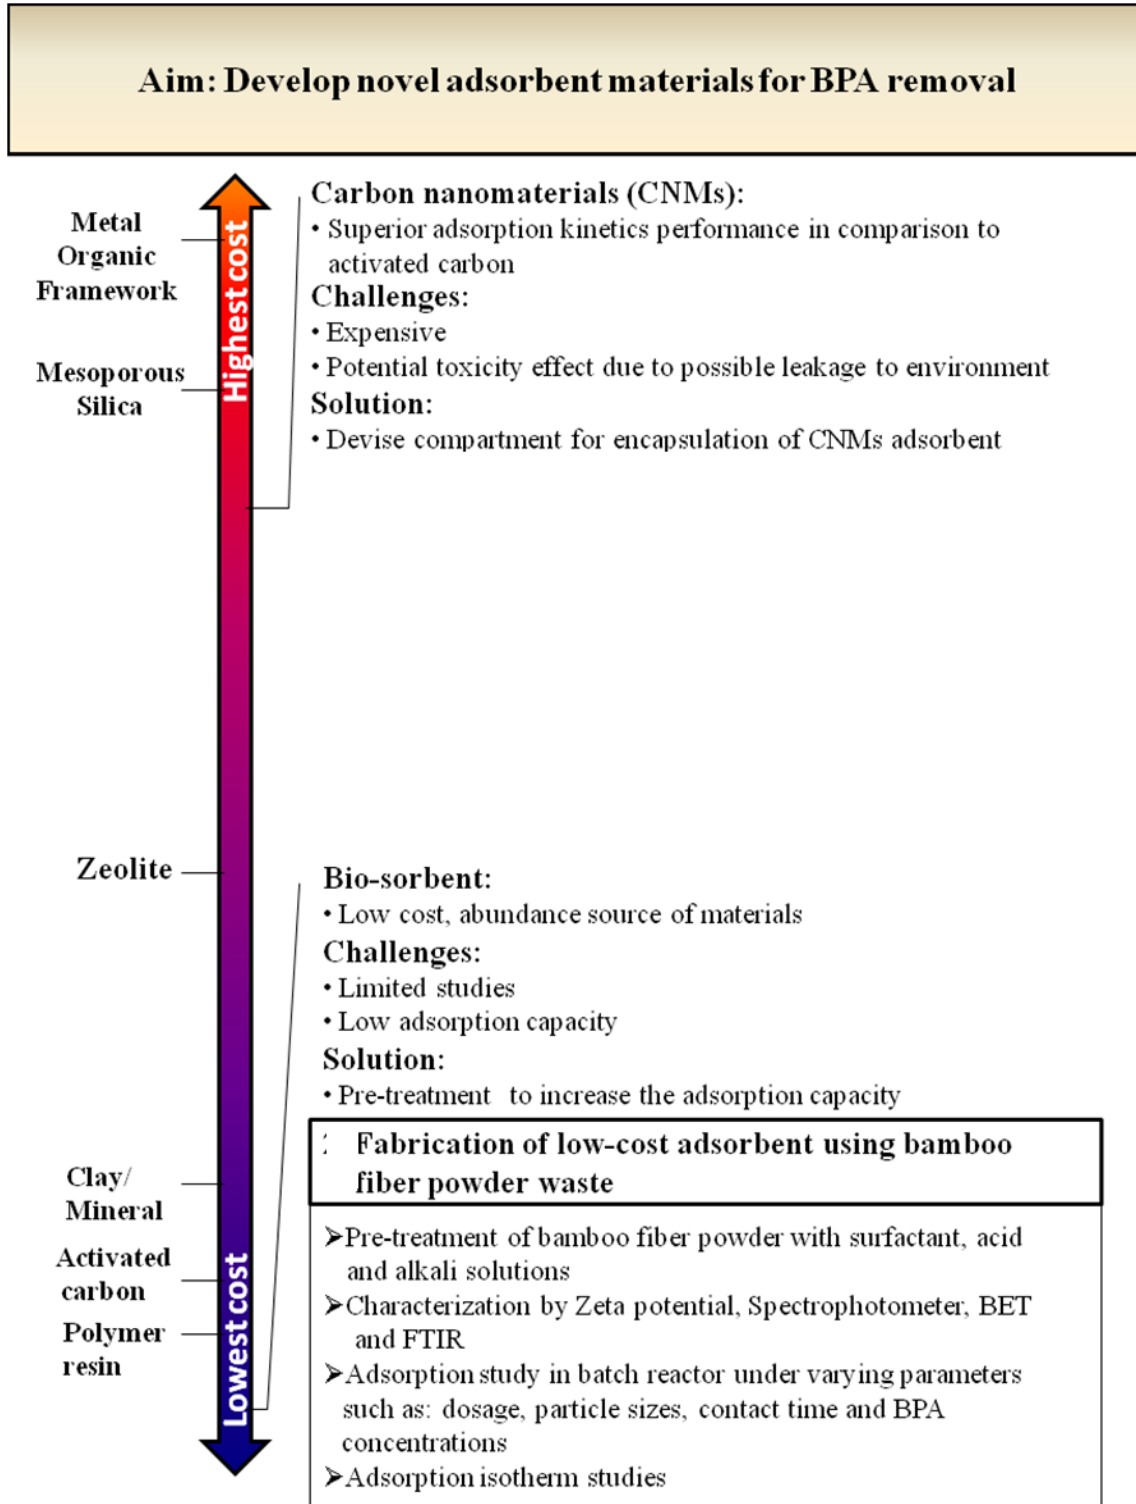 Aim: Develop novel adsorbent materials for BPA removal
Metal
Organic
Framework
Mesoporous
Silica
Highest cost
Carbon nanomaterials (CNMs):
• Superior adsorption kinetics performance in comparison to
activated carbon
Challenges:
• Expensive
• Potential toxicity effect due to possible leakage to environment
Solution:
• Devise compartment for encapsulation of CNMs adsorbent
Zeolite
Bio-sorbent:
• Low cost, abundance source of materials
Challenges:
• Limited studies
• Low adsorption capacity
Solution:
• Pre-treatment to increase the adsorption capacity
Clay/
Mineral
Activated
carbon
Polymer
resin
Lowest cost
Fabrication of low-cost adsorbent using bamboo
fiber powder waste
➢Pre-treatment of bamboo fiber powder with surfactant, acid
and alkali solutions
➢Characterization by Zeta potential, Spectrophotometer, BET
and FTIR
➢Adsorption study in batch reactor under varying parameters
such as: dosage, particle sizes, contact time and BPA
concentrations
➢Adsorption isotherm studies